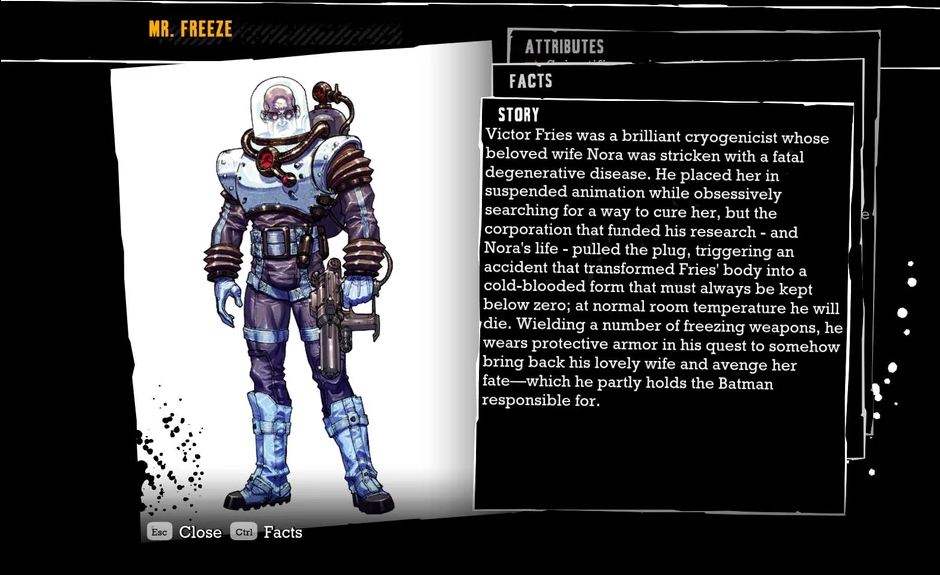 MR. FREEZE
ATTRIBUTES
FACTS
STORY
Victor Fries was a brilliant cryogenicist whose
beloved wife Nora was stricken with a fatal
degenerative disease. He placed her in
suspended animation while obsessively
searching for a way to cure her, but the
corporation that funded his research - and
Nora's life - pulled the plug, triggering an
accident that transformed Fries' body into a
cold-blooded form that must always be kept
below zero; at normal room temperature he will
die. Wielding a number of freezing weapons, he
wears protective armor in his quest to somehow
bring back his lovely wife and avenge her
fate—which he partly holds the Batman
responsible for.
Esc Close Ctrl Facts